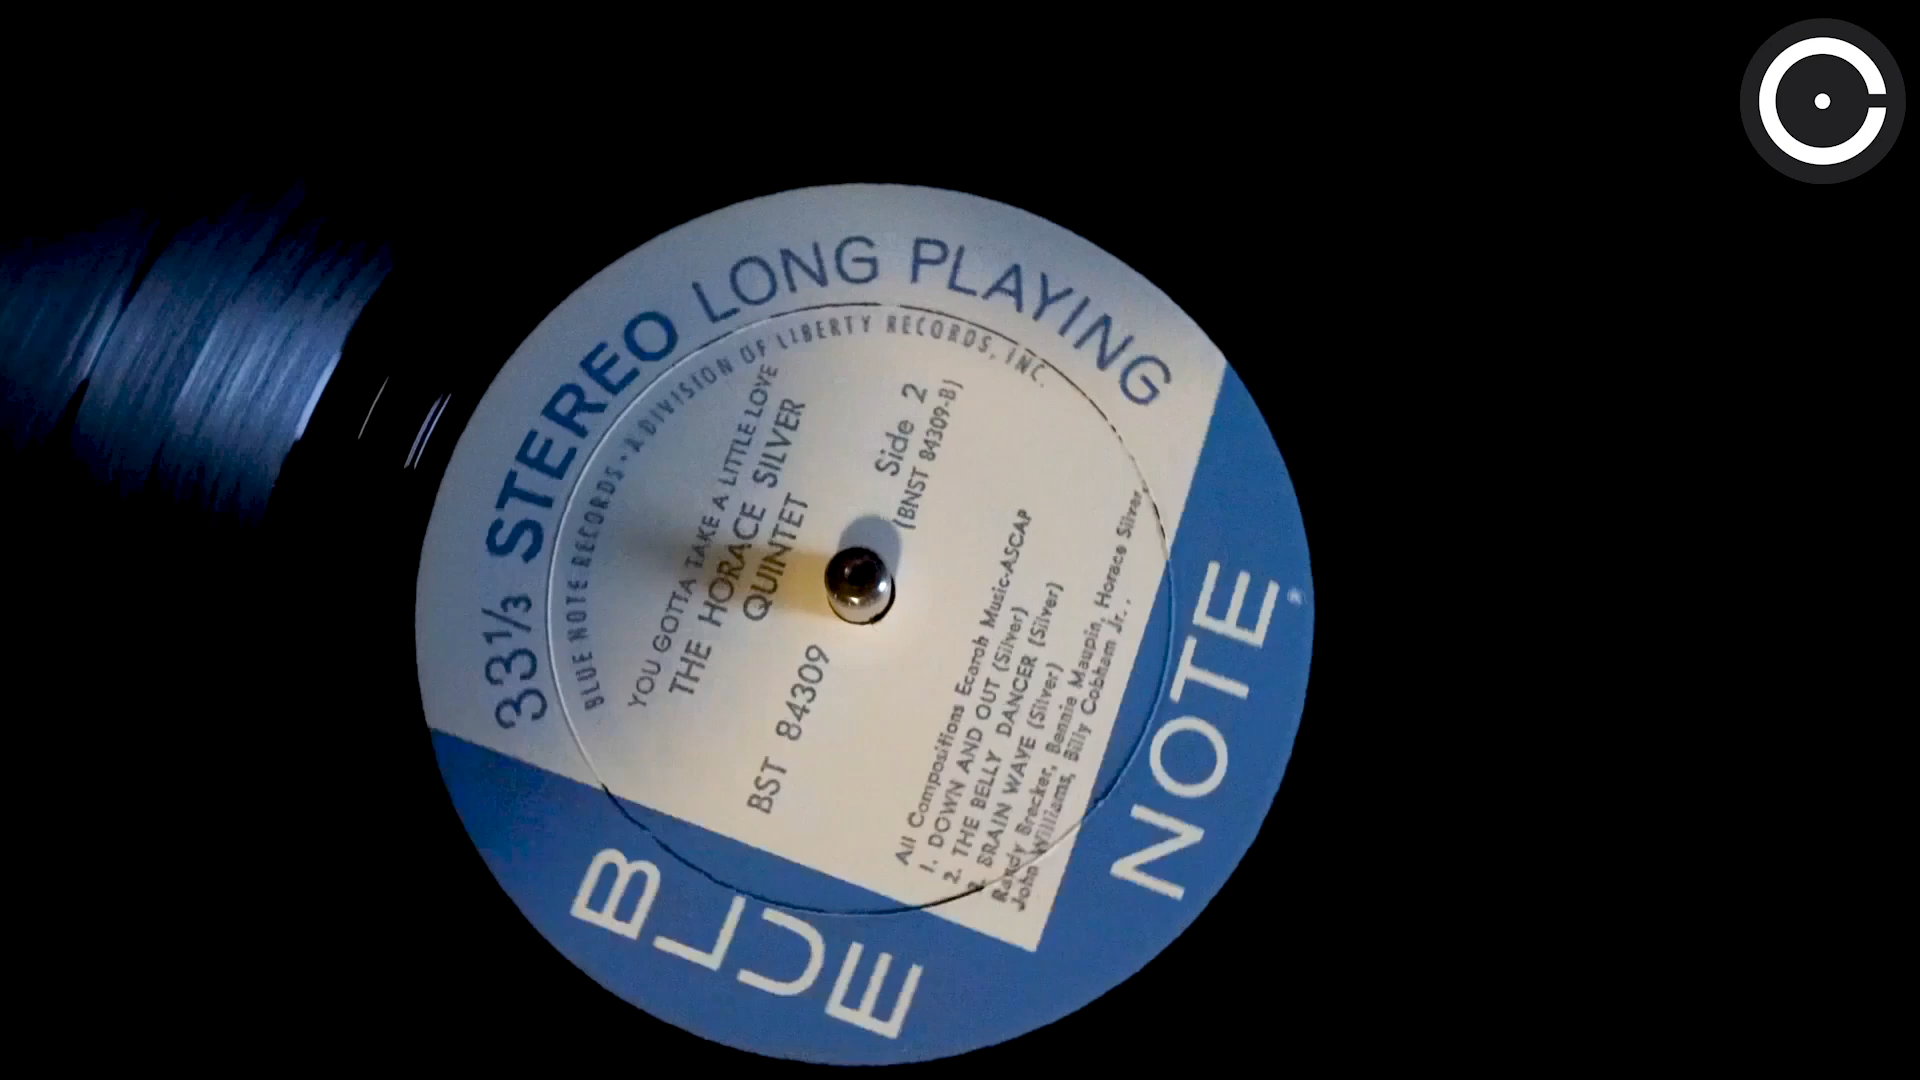 33⅓ STEREO LONG PLAYING
BLUE NOTE RECORDS • A DIVISION OF LIBERTY RECORDS, INC.
YOU GOTTA TAKE A LITTLE LOVE
THE HORACE SILVER
QUINTET
BST 84309
Side 2
(BNST 84309-B)
All Compositions Ecaroh Music-ASCAP
1. DOWN AND OUT (Silver)
2. THE BELLY DANCER (Silver)
3. BRAIN WAVE (Silver)
Randy Brecker, Bennie Maupin, Horace Silver,
John Williams, Billy Cobham Jr..
BLUE
NOTE